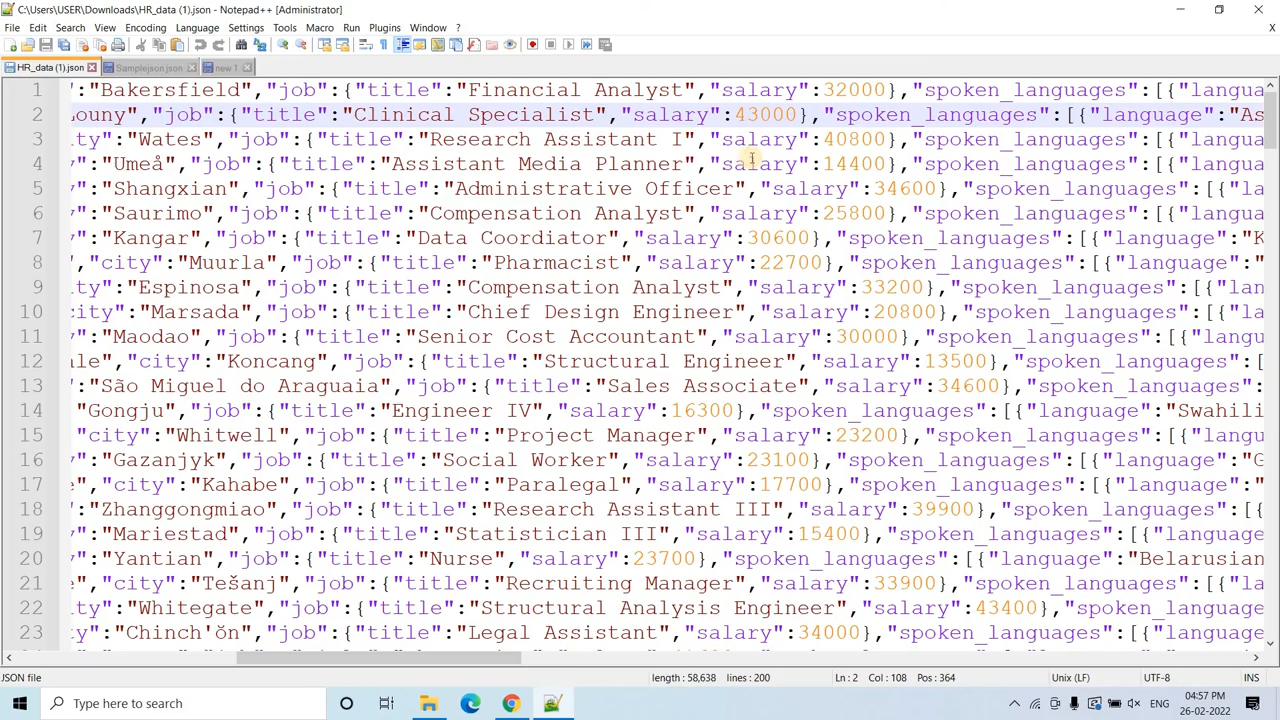 C:\Users\USER\Downloads\HR_data (1).json - Notepad++ [Administrator]
File Edit Search View Encoding Language Settings Tools Macro Run Plugins Window ?
HR_data (1).json Samplejson.json new 1
1 ":"Bakersfield","job":{"title":"Financial Analyst","salary":32000},"spoken_languages":[{"langua
2 Louny","job":{"title":"Clinical Specialist","salary":43000},"spoken_languages":[{"language":"As
3 ity":"Wates","job":{"title":"Research Assistant I","salary":40800},"spoken_languages":[{"langua
4 ":"Umeå","job":{"title":"Assistant Media Planner","salary":14400},"spoken_languages":[{"langua
5 :"Shangxian","job":{"title":"Administrative Officer","salary":34600},"spoken_languages":[{"langu
6 ":"Saurimo","job":{"title":"Compensation Analyst","salary":25800},"spoken_languages":[{"langua
7 ":"Kangar","job":{"title":"Data Coordiator","salary":30600},"spoken_languages":[{"language":"K
8 ","city":"Muurla","job":{"title":"Pharmacist","salary":22700},"spoken_languages":[{"language":"
9 ity":"Espinosa","job":{"title":"Compensation Analyst","salary":33200},"spoken_languages":[{"lang
10 city":"Marsada","job":{"title":"Chief Design Engineer","salary":20800},"spoken_languages":[{"lan
11 ":"Maodao","job":{"title":"Senior Cost Accountant","salary":30000},"spoken_languages":[{"langu
12 ale","city":"Koncang","job":{"title":"Structural Engineer","salary":13500},"spoken_languages":[{
13 ":"São Miguel do Araguaia","job":{"title":"Sales Associate","salary":34600},"spoken_languages":[{
14 "Gongju","job":{"title":"Engineer IV","salary":16300},"spoken_languages":[{"language":"Swahili
15 "city":"Whitwell","job":{"title":"Project Manager","salary":23200},"spoken_languages":[{"langu
16 ":"Gazanjyk","job":{"title":"Social Worker","salary":23100},"spoken_languages":[{"language":"G
17 e","city":"Kahabe","job":{"title":"Paralegal","salary":17700},"spoken_languages":[{"language":"
18 :"Zhanggongmiao","job":{"title":"Research Assistant III","salary":39900},"spoken_languages":[{
19 ":"Mariestad","job":{"title":"Statistician III","salary":15400},"spoken_languages":[{"languag
20 ":"Yantian","job":{"title":"Nurse","salary":23700},"spoken_languages":[{"language":"Belarusian
21 e","city":"Tešanj","job":{"title":"Recruiting Manager","salary":33900},"spoken_languages":[{"lan
22 ity":"Whitegate","job":{"title":"Structural Analysis Engineer","salary":43400},"spoken_languages
23 y":"Chinch'ŏn","job":{"title":"Legal Assistant","salary":34000},"spoken_languages":[{"languag
JSON file length : 58,638 lines : 200 Ln : 2 Col : 108 Pos : 364 Unix (LF) UTF-8 INS
Type here to search ENG 04:57 PM
26-02-2022